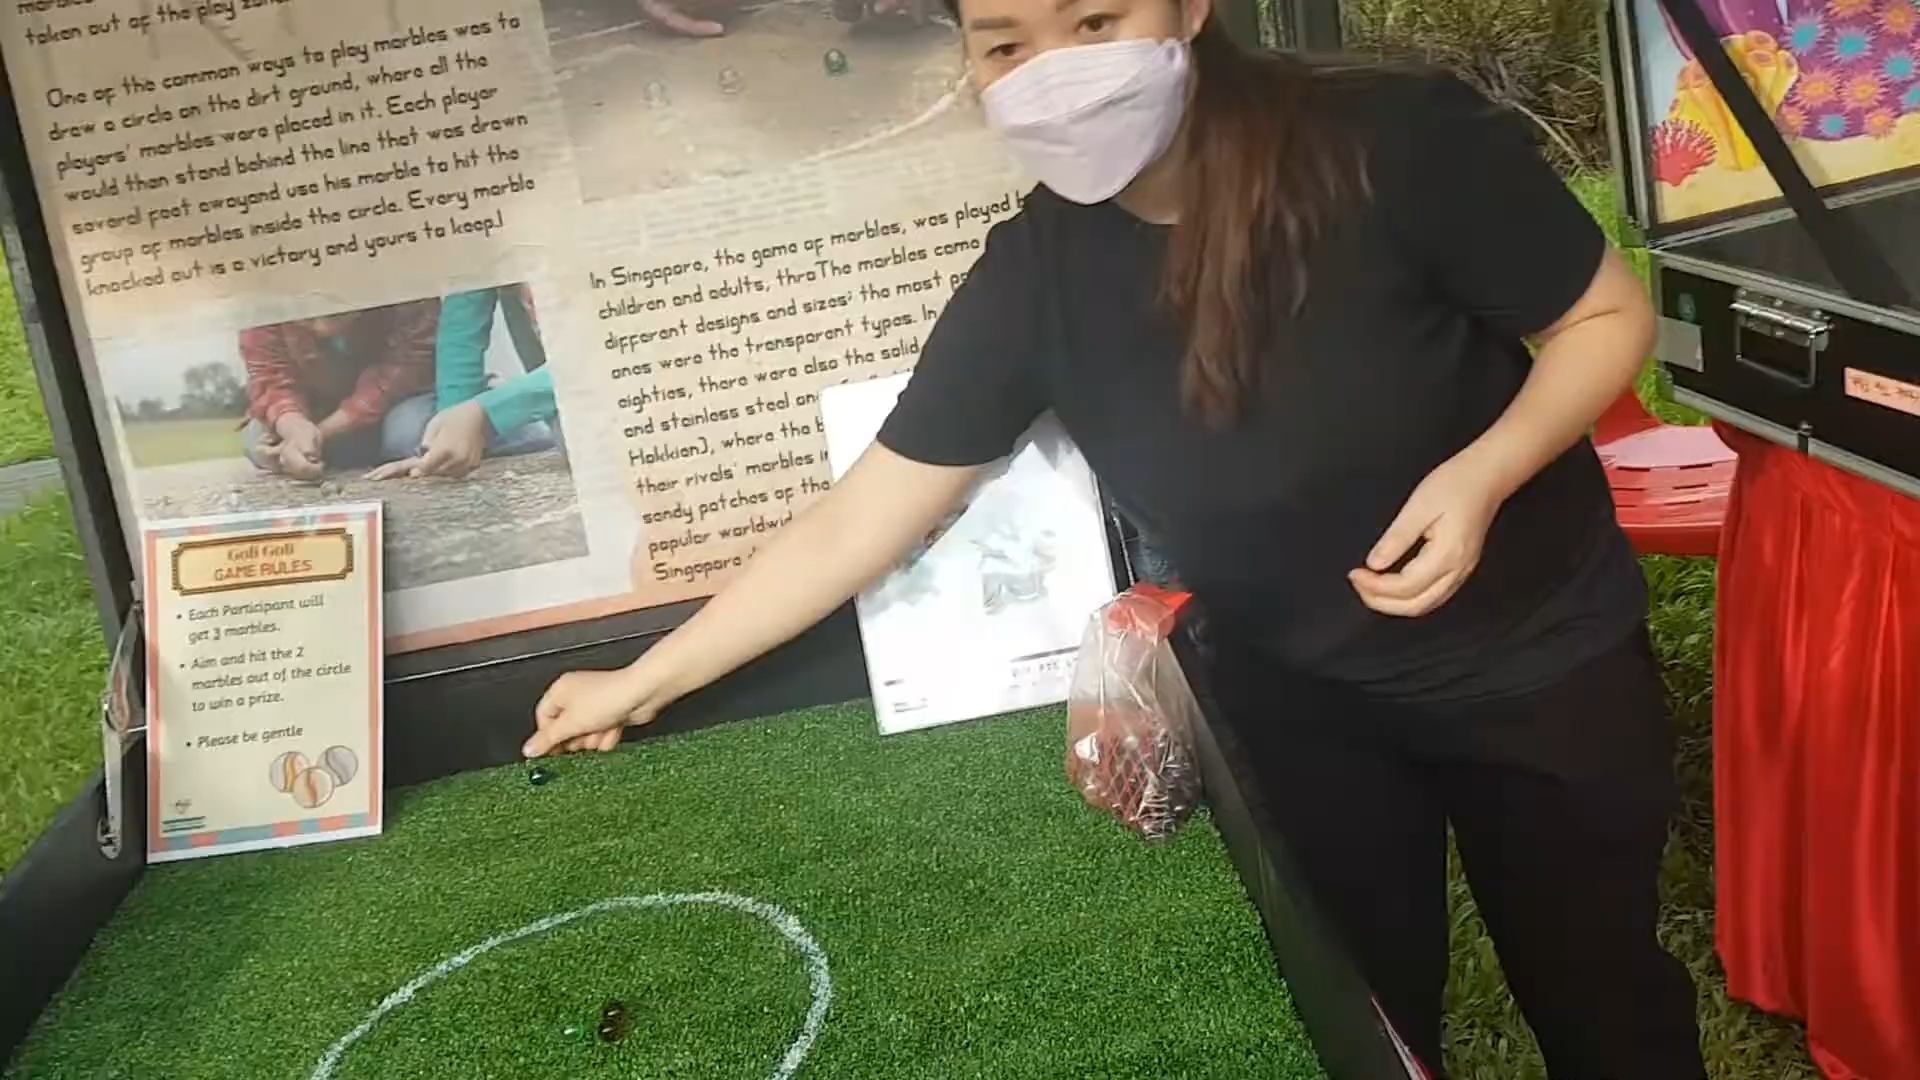 taken out of the play
One of the common ways to play marbles was to
draw a circle on the dirt ground, where all the
players' marbles were placed in it. Each player
would then stand behind the line that was drawn
several feet awayand use his marble to hit the
group of marbles inside the circle. Every marble
knocked out is a victory and yours to keep.]
In Singapore, the game of marbles, was played
children and adults, throThe marbles come
different designs and sizes; the most
ones were the transparent types. In
eighties, there were also the solid
and stainless steel
Hokkien), where the
their rivals' marbles
sandy patches of the
popular worldwid
Singapore
Goli Goli
GAME RULES
• Each Participant will
get 3 marbles.
• Aim and hit the 2
marbles out of the circle
to win a prize.
• Please be gentle